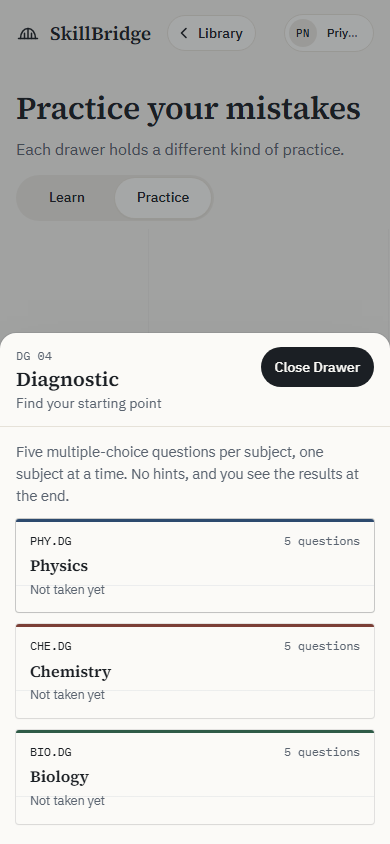 SkillBridge
Library
PN
Priy...
Practice your mistakes
Each drawer holds a different kind of practice.
Learn
Practice
DG 04
Diagnostic
Find your starting point
Close Drawer
Five multiple-choice questions per subject, one
subject at a time. No hints, and you see the results at
the end.
PHY.DG
5 questions
Physics
Not taken yet
CHE.DG
5 questions
Chemistry
Not taken yet
BIO.DG
5 questions
Biology
Not taken yet